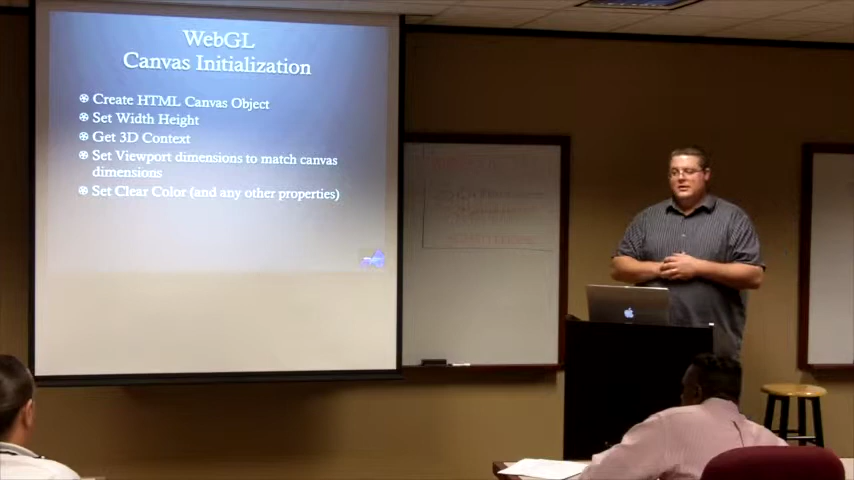 WebGL
Canvas Initialization
Create HTML Canvas Object
Set Width Height
Get 3D Context
Set Viewport dimensions to match canvas
dimensions
Set Clear Color (and any other properties)